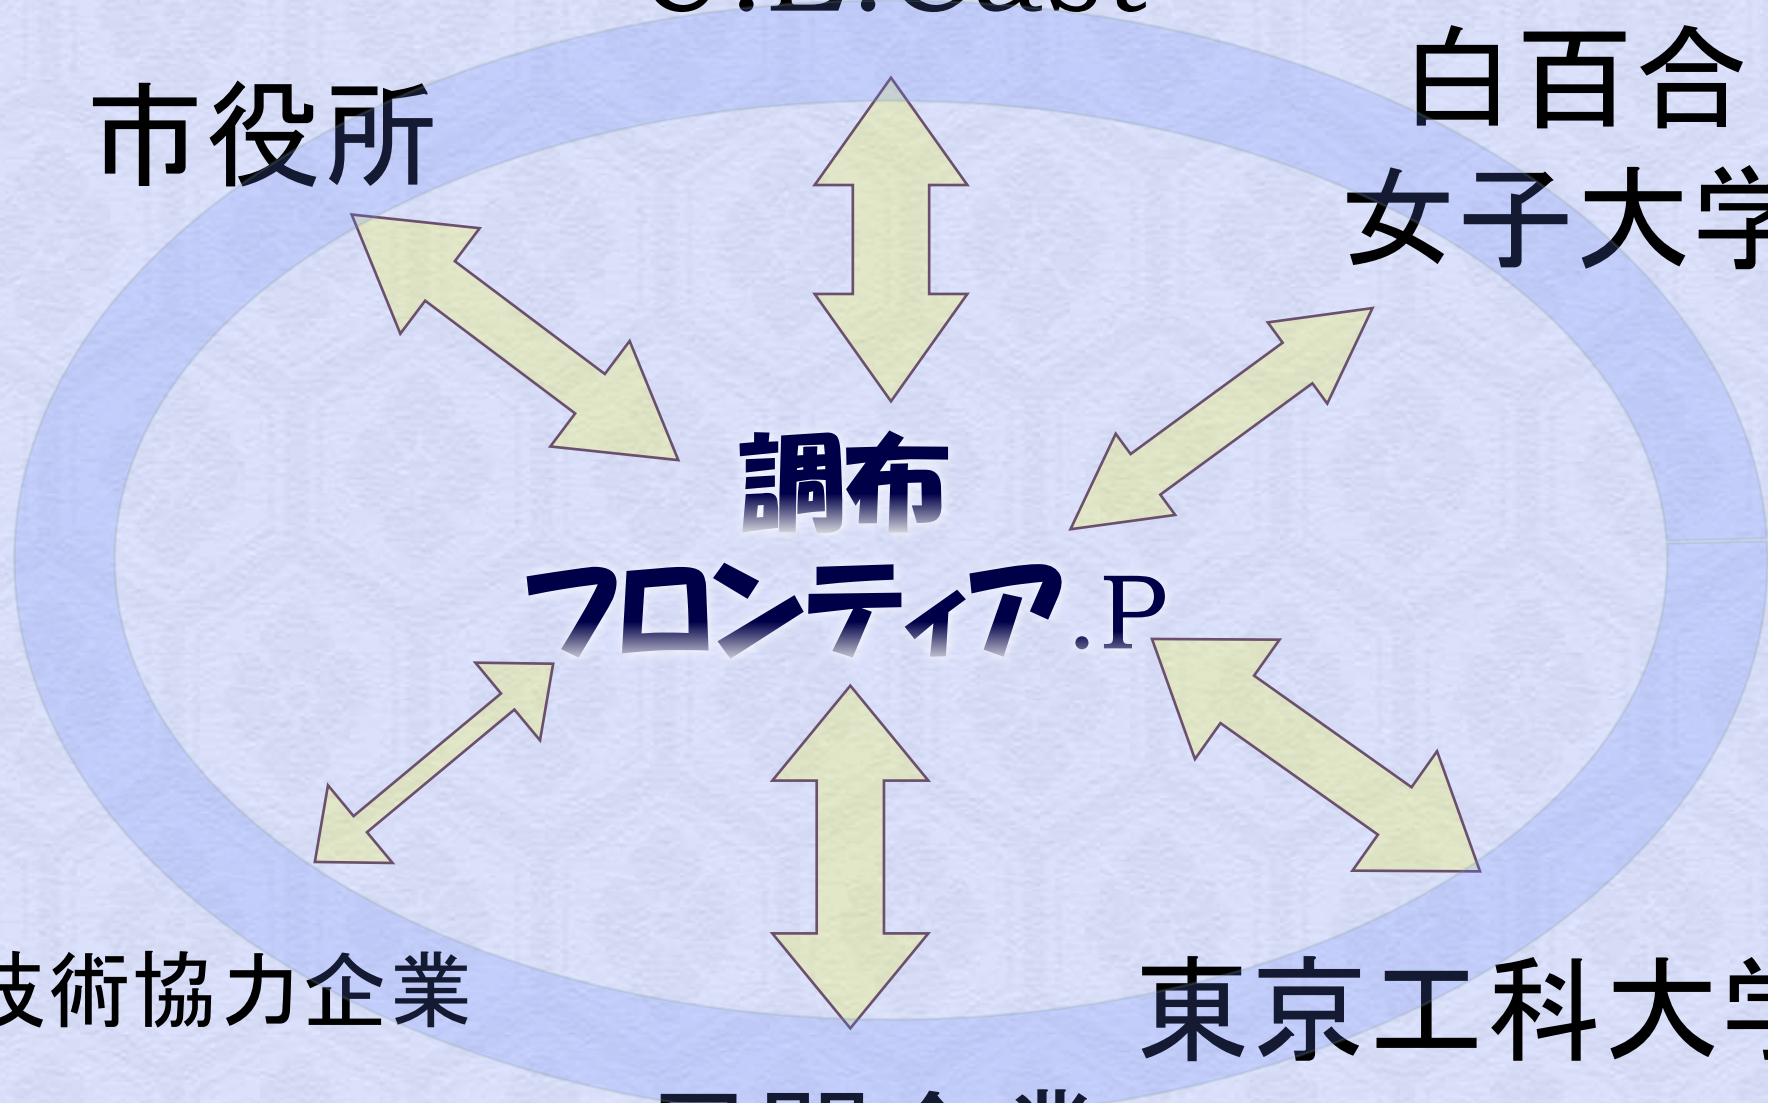 市役所
白百合
女子大学
調布
フロンティア.P
技術協力企業
東京工科大学